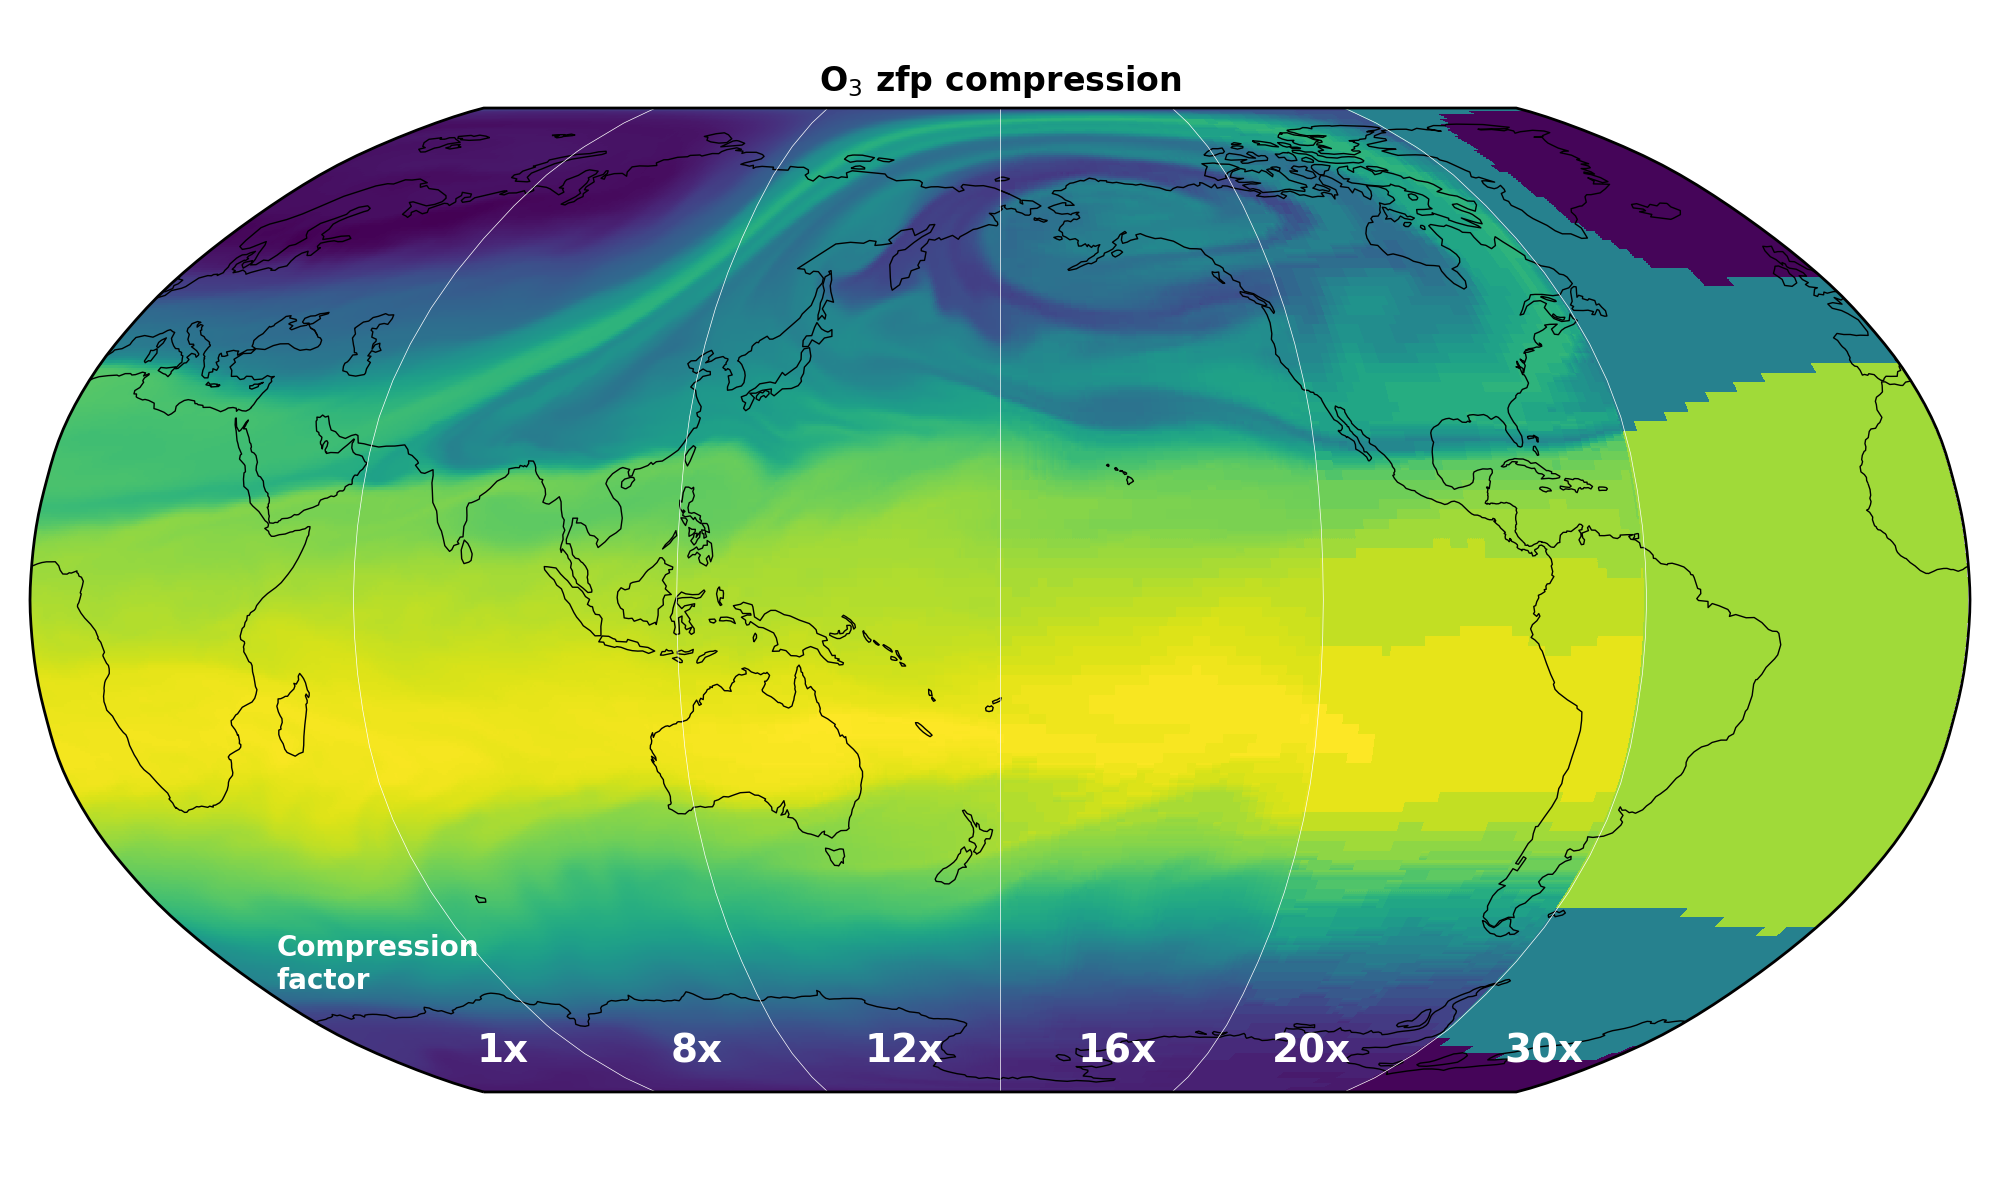 O₃ zfp compression
Compression
factor
1x 8x 12x 16x 20x 30x